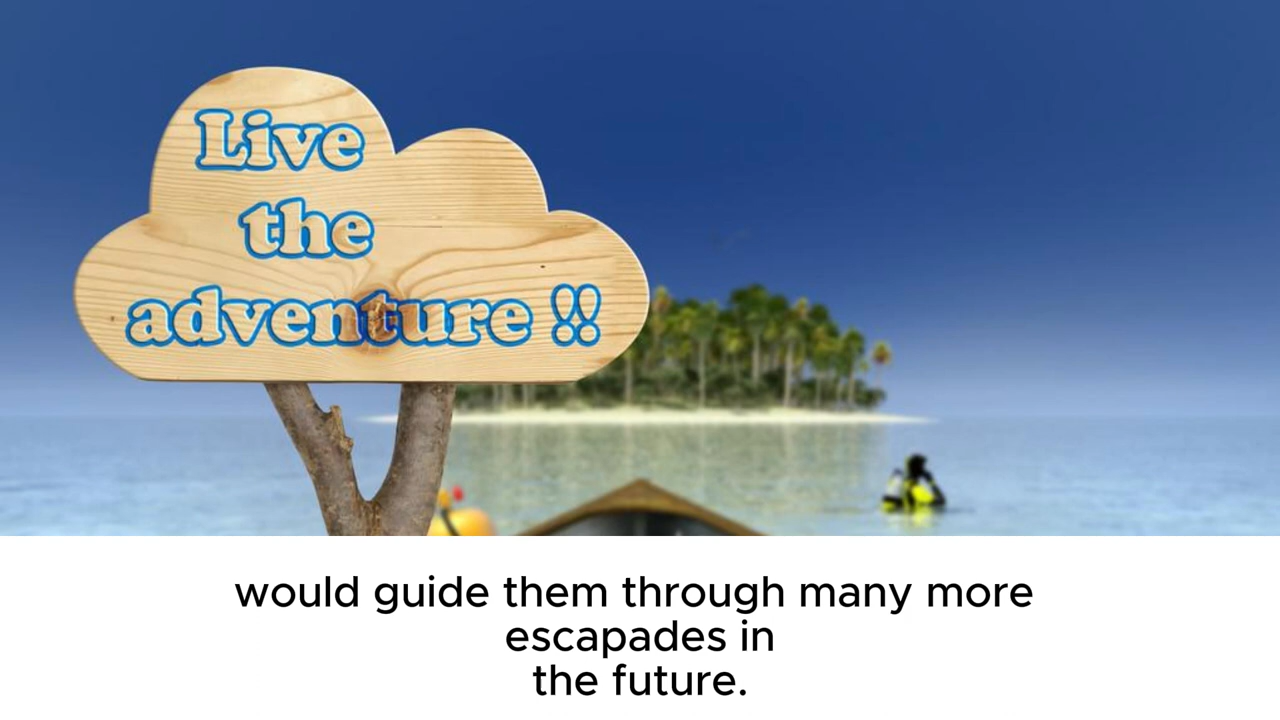 Live
the
adventure !!
would guide them through many more
escapades in
the future.